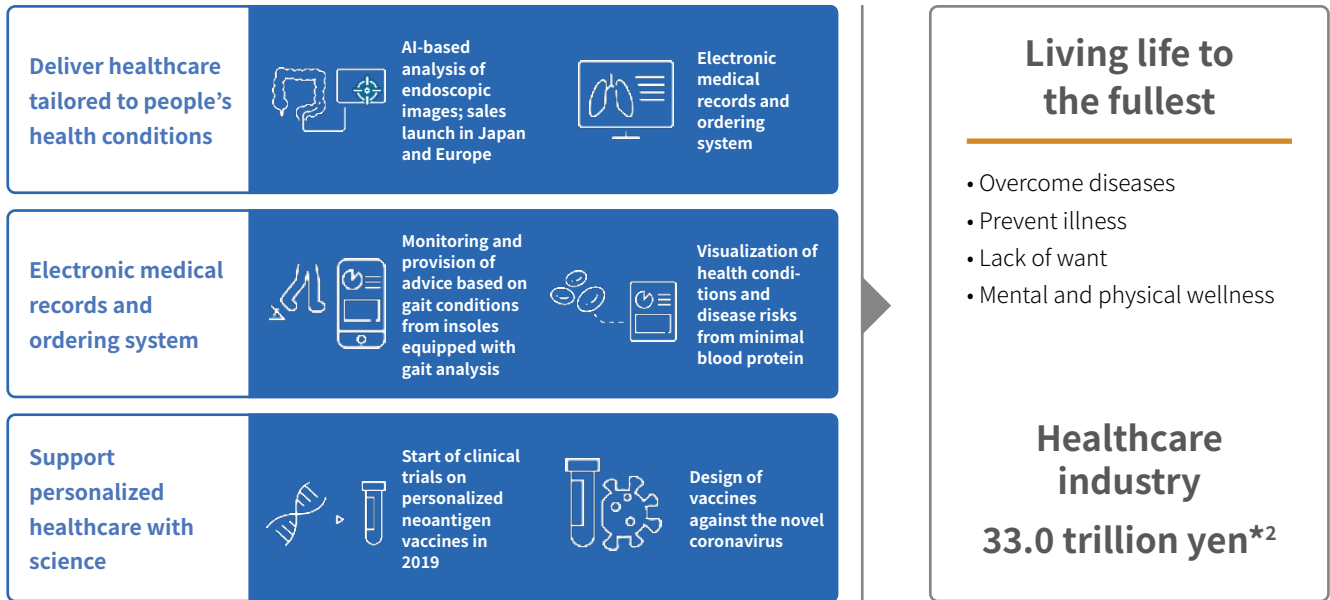 Deliver healthcare
tailored to people's
health conditions
AI-based
analysis of
endoscopic
images; sales
launch in Japan
and Europe
Electronic
medical
records and
ordering
system
Electronic medical
records and
ordering system
Monitoring and
provision of
advice based on
gait conditions
from insoles
equipped with
gait analysis
Visualization of
health condi-
tions and
disease risks
from minimal
blood protein
Support
personalized
healthcare with
science
Start of clinical
trials on
personalized
neoantigen
vaccines in
2019
Design of
vaccines
against the novel
coronavirus
Living life to
the fullest
• Overcome diseases
• Prevent illness
• Lack of want
• Mental and physical wellness
Healthcare
industry
33.0 trillion yen*2